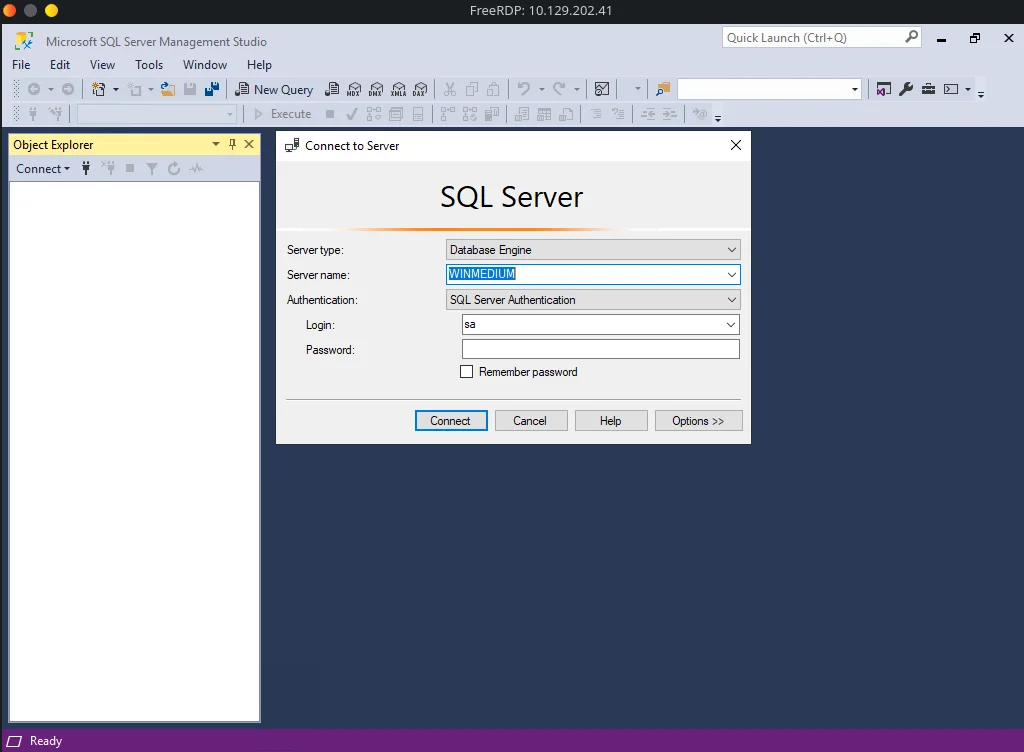 FreeRDP: 10.129.202.41
Microsoft SQL Server Management Studio
Quick Launch (Ctrl+Q)
File Edit View Tools Window Help
New Query
MDX DMX XMLA DAX
Execute
Object Explorer
Connect
Connect to Server
SQL Server
Server type: Database Engine
Server name: WINMEDIUM
Authentication: SQL Server Authentication
Login: sa
Password:
Remember password
Connect Cancel Help Options >>
Ready